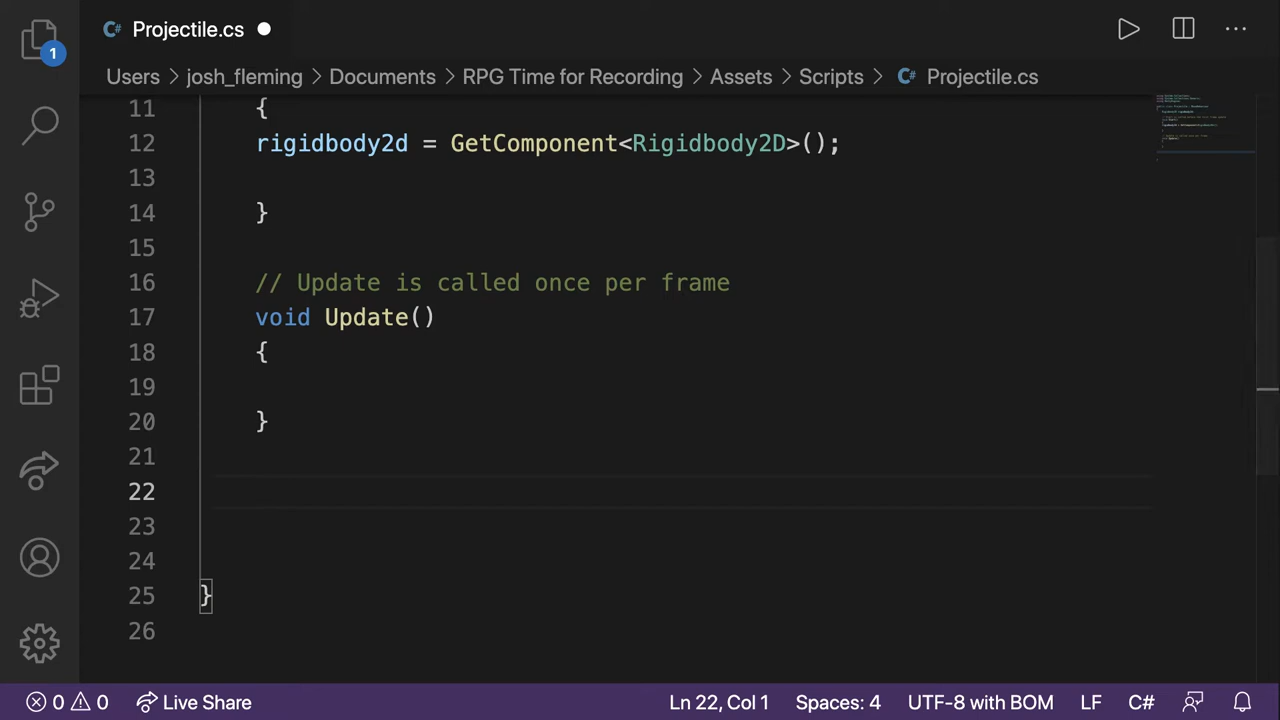 Projectile.cs
1
Users > josh_fleming > Documents > RPG Time for Recording > Assets > Scripts > Projectile.cs
11 {
12 rigidbody2d = GetComponent<Rigidbody2D>();
13
14 }
15
16 // Update is called once per frame
17 void Update()
18 {
19
20 }
21
22
23
24
25 }
26
0 0 Live Share Ln 22, Col 1 Spaces: 4 UTF-8 with BOM LF C#